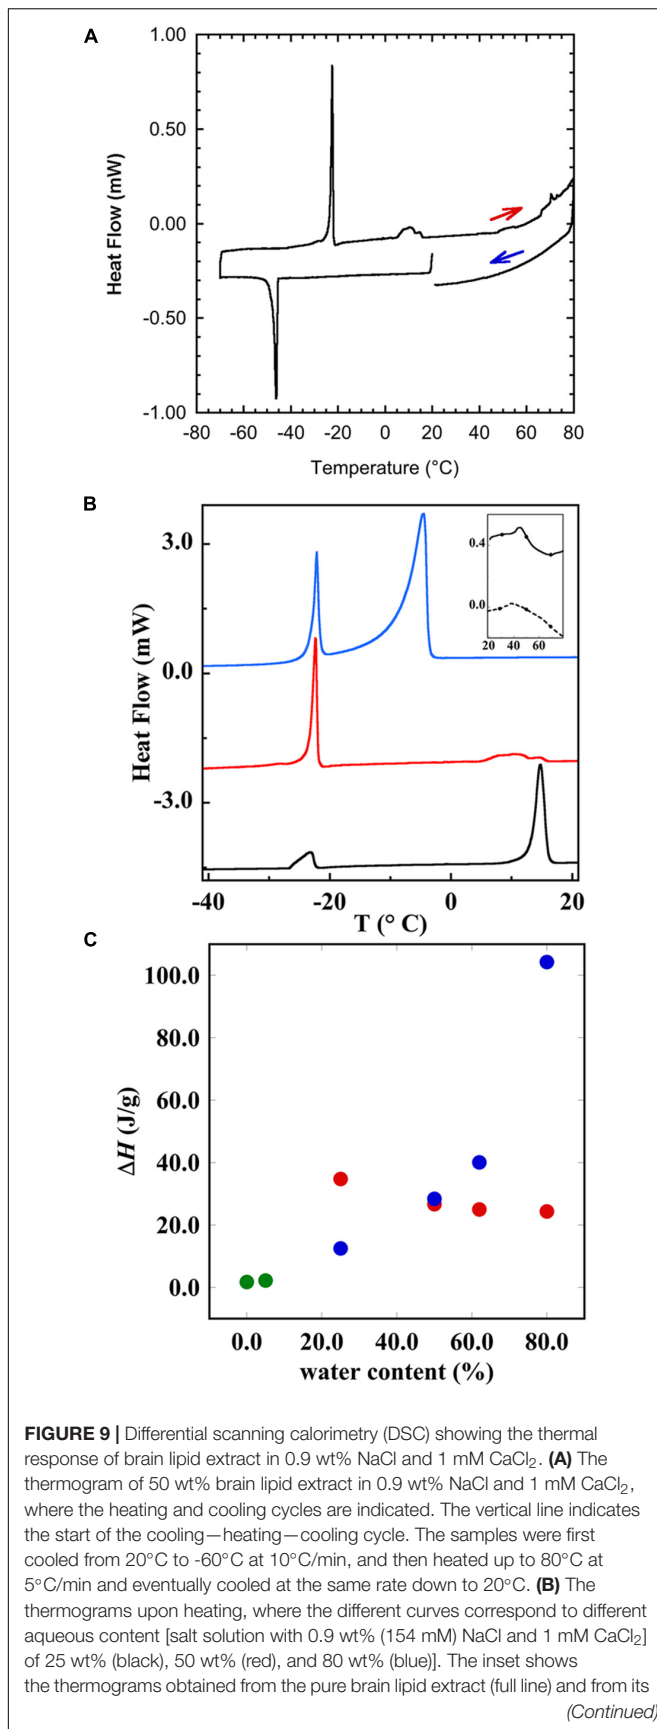 A
1.00
0.50
0.00
-0.50
-1.00
Heat Flow (mW)
-80 -60 -40 -20 0 20 40 60 80
Temperature (°C)
B
3.0
0.0
-3.0
Heat Flow (mW)
0.4
0.0
20 40 60
-40 -20 0 20
T (° C)
C
100.0
80.0
60.0
40.0
20.0
0.0
ΔH (J/g)
0.0 20.0 40.0 60.0 80.0
water content (%)
FIGURE 9 | Differential scanning calorimetry (DSC) showing the thermal
response of brain lipid extract in 0.9 wt% NaCl and 1 mM CaCl₂. (A) The
thermogram of 50 wt% brain lipid extract in 0.9 wt% NaCl and 1 mM CaCl₂,
where the heating and cooling cycles are indicated. The vertical line indicates
the start of the cooling—heating—cooling cycle. The samples were first
cooled from 20°C to -60°C at 10°C/min, and then heated up to 80°C at
5°C/min and eventually cooled at the same rate down to 20°C. (B) The
thermograms upon heating, where the different curves correspond to different
aqueous content [salt solution with 0.9 wt% (154 mM) NaCl and 1 mM CaCl₂]
of 25 wt% (black), 50 wt% (red), and 80 wt% (blue)]. The inset shows
the thermograms obtained from the pure brain lipid extract (full line) and from its
(Continued)